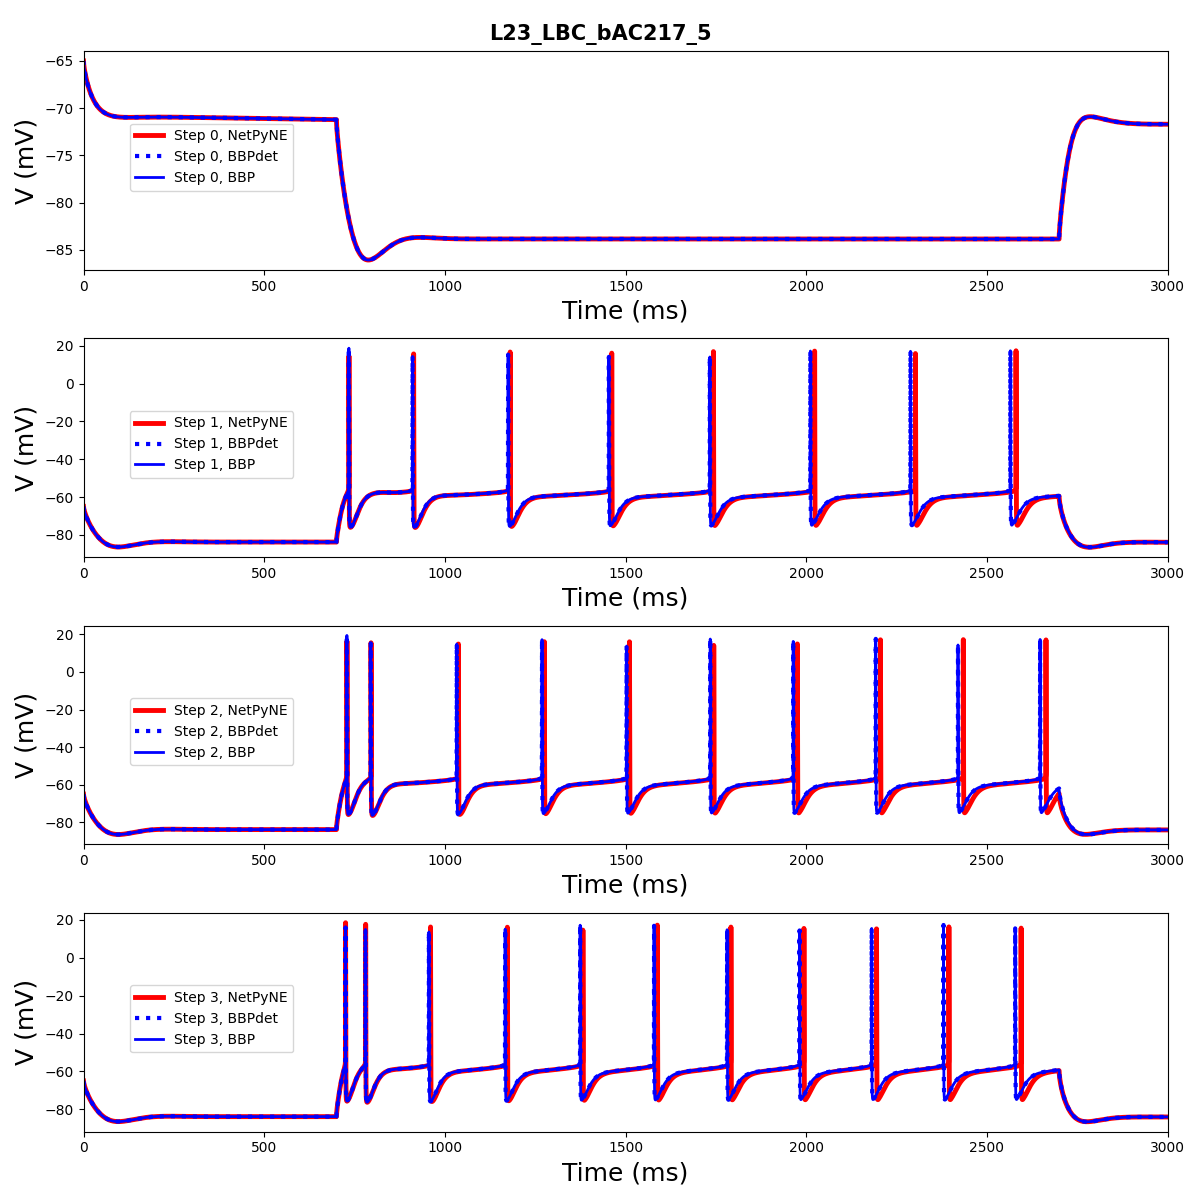 L23_LBC_bAC217_5
V (mV)
−65
−70
−75
−80
−85
Step 0, NetPyNE
Step 0, BBPdet
Step 0, BBP
0 500 1000 1500 2000 2500 3000
Time (ms)
V (mV)
20
0
−20
−40
−60
−80
Step 1, NetPyNE
Step 1, BBPdet
Step 1, BBP
0 500 1000 1500 2000 2500 3000
Time (ms)
V (mV)
20
0
−20
−40
−60
−80
Step 2, NetPyNE
Step 2, BBPdet
Step 2, BBP
0 500 1000 1500 2000 2500 3000
Time (ms)
V (mV)
20
0
−20
−40
−60
−80
Step 3, NetPyNE
Step 3, BBPdet
Step 3, BBP
0 500 1000 1500 2000 2500 3000
Time (ms)